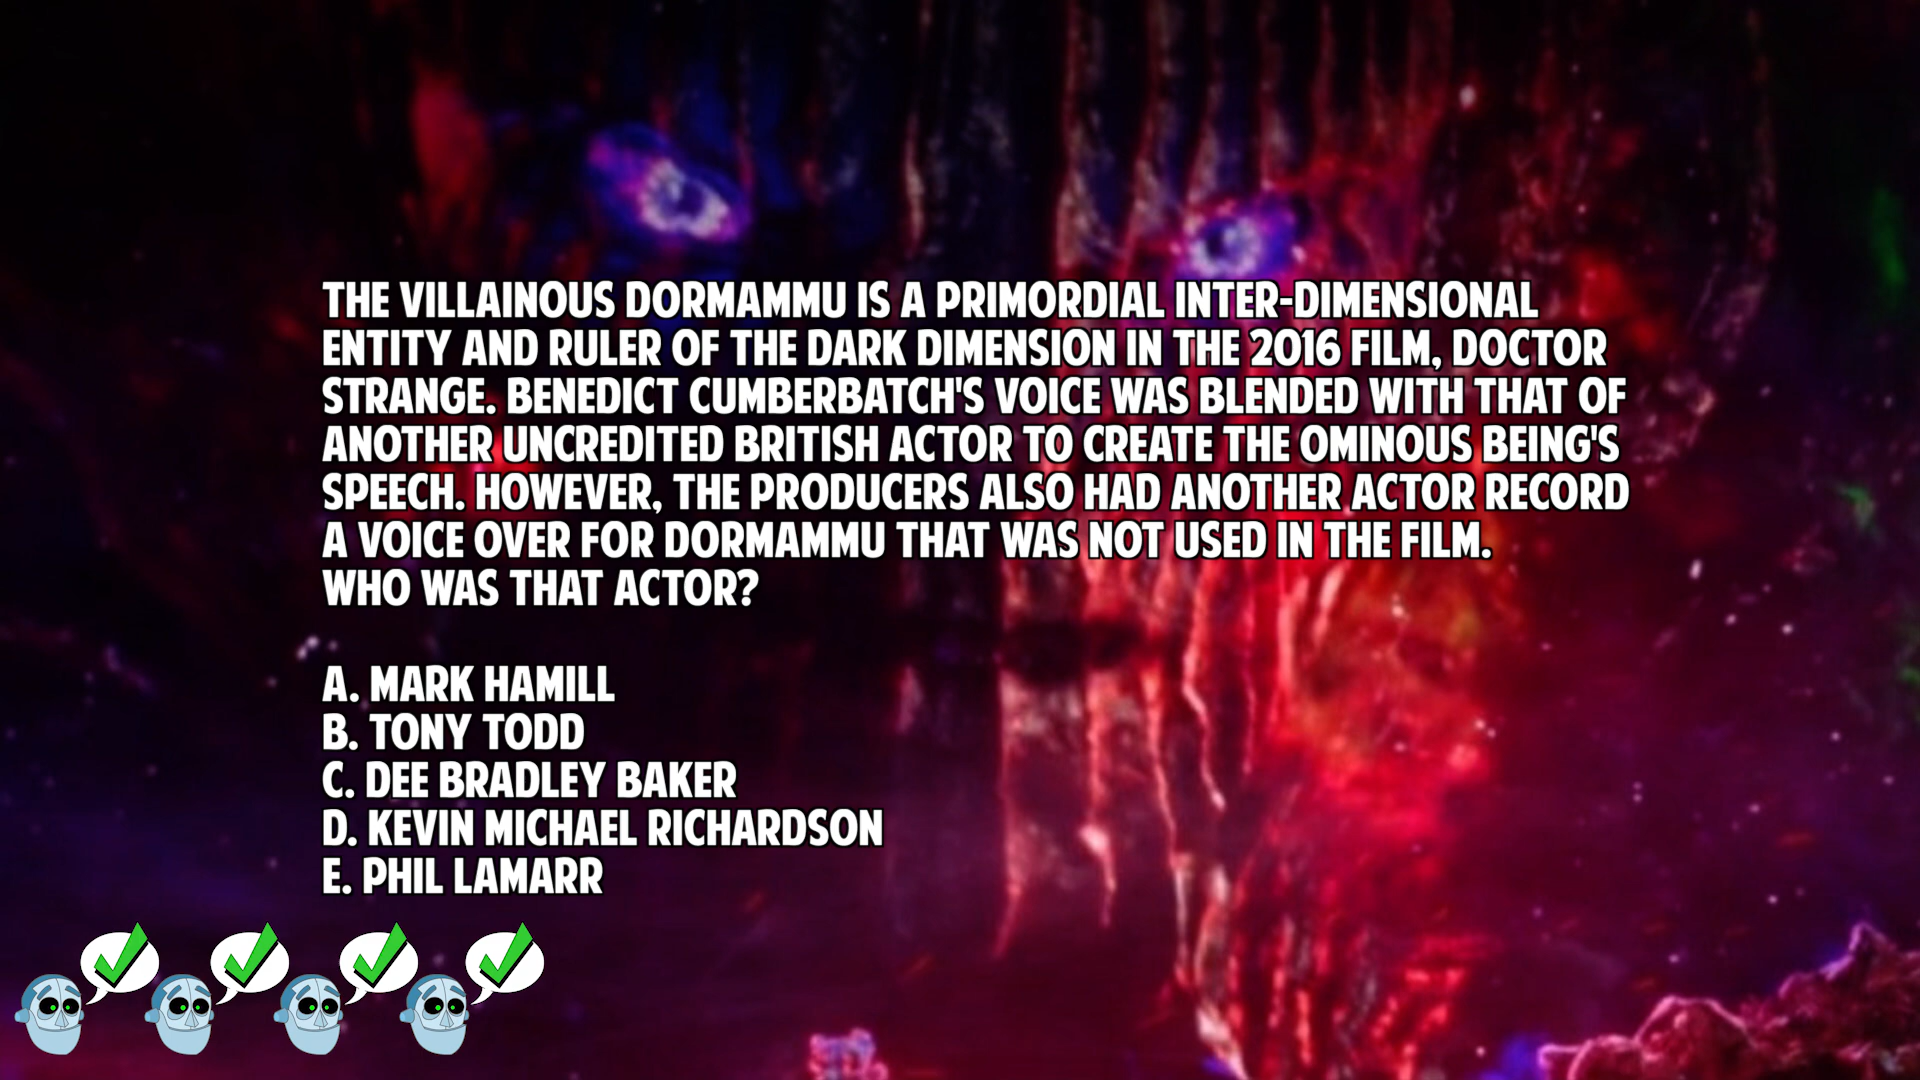 THE VILLAINOUS DORMAMMU IS A PRIMORDIAL INTER-DIMENSIONAL
ENTITY AND RULER OF THE DARK DIMENSION IN THE 2016 FILM, DOCTOR
STRANGE. BENEDICT CUMBERBATCH'S VOICE WAS BLENDED WITH THAT OF
ANOTHER UNCREDITED BRITISH ACTOR TO CREATE THE OMINOUS BEING'S
SPEECH. HOWEVER, THE PRODUCERS ALSO HAD ANOTHER ACTOR RECORD
A VOICE OVER FOR DORMAMMU THAT WAS NOT USED IN THE FILM.
WHO WAS THAT ACTOR?
A. MARK HAMILL
B. TONY TODD
C. DEE BRADLEY BAKER
D. KEVIN MICHAEL RICHARDSON
E. PHIL LAMARR